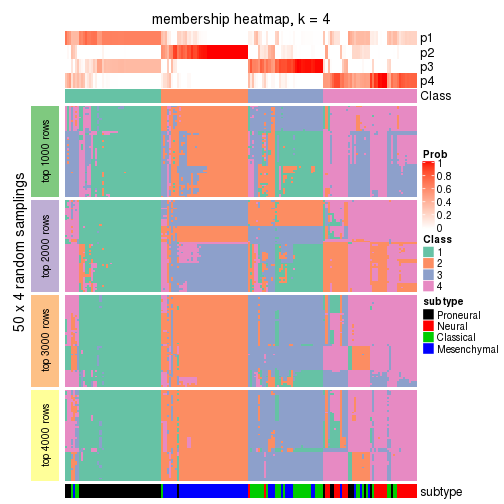 membership heatmap, k = 4
p1
p2
p3
p4
Class
50 x 4 random samplings
top 1000 rows
top 2000 rows
top 3000 rows
top 4000 rows
Prob
1
0.8
0.6
0.4
0.2
0
Class
1
2
3
4
subtype
Proneural
Neural
Classical
Mesenchymal
subtype